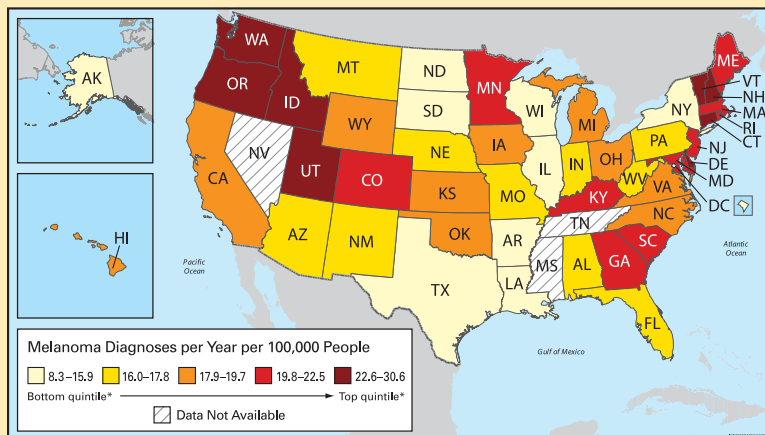 AK
HI
WA
OR
ID
MT
ND
SD
MN
WI
MI
WY
NV
UT
CO
CA
AZ
NM
NE
KS
OK
TX
IA
MO
AR
LA
IL
IN
OH
KY
TN
MS
AL
GA
SC
NC
VA
WV
PA
NY
FL
ME
VT
NH
MA
RI
CT
NJ
DE
MD
DC
Pacific
Ocean
Atlantic
Ocean
Gulf of Mexico
Melanoma Diagnoses per Year per 100,000 People
8.3–15.9 16.0–17.8 17.9–19.7 19.8–22.5 22.6–30.6
Bottom quintile* Top quintile*
Data Not Available